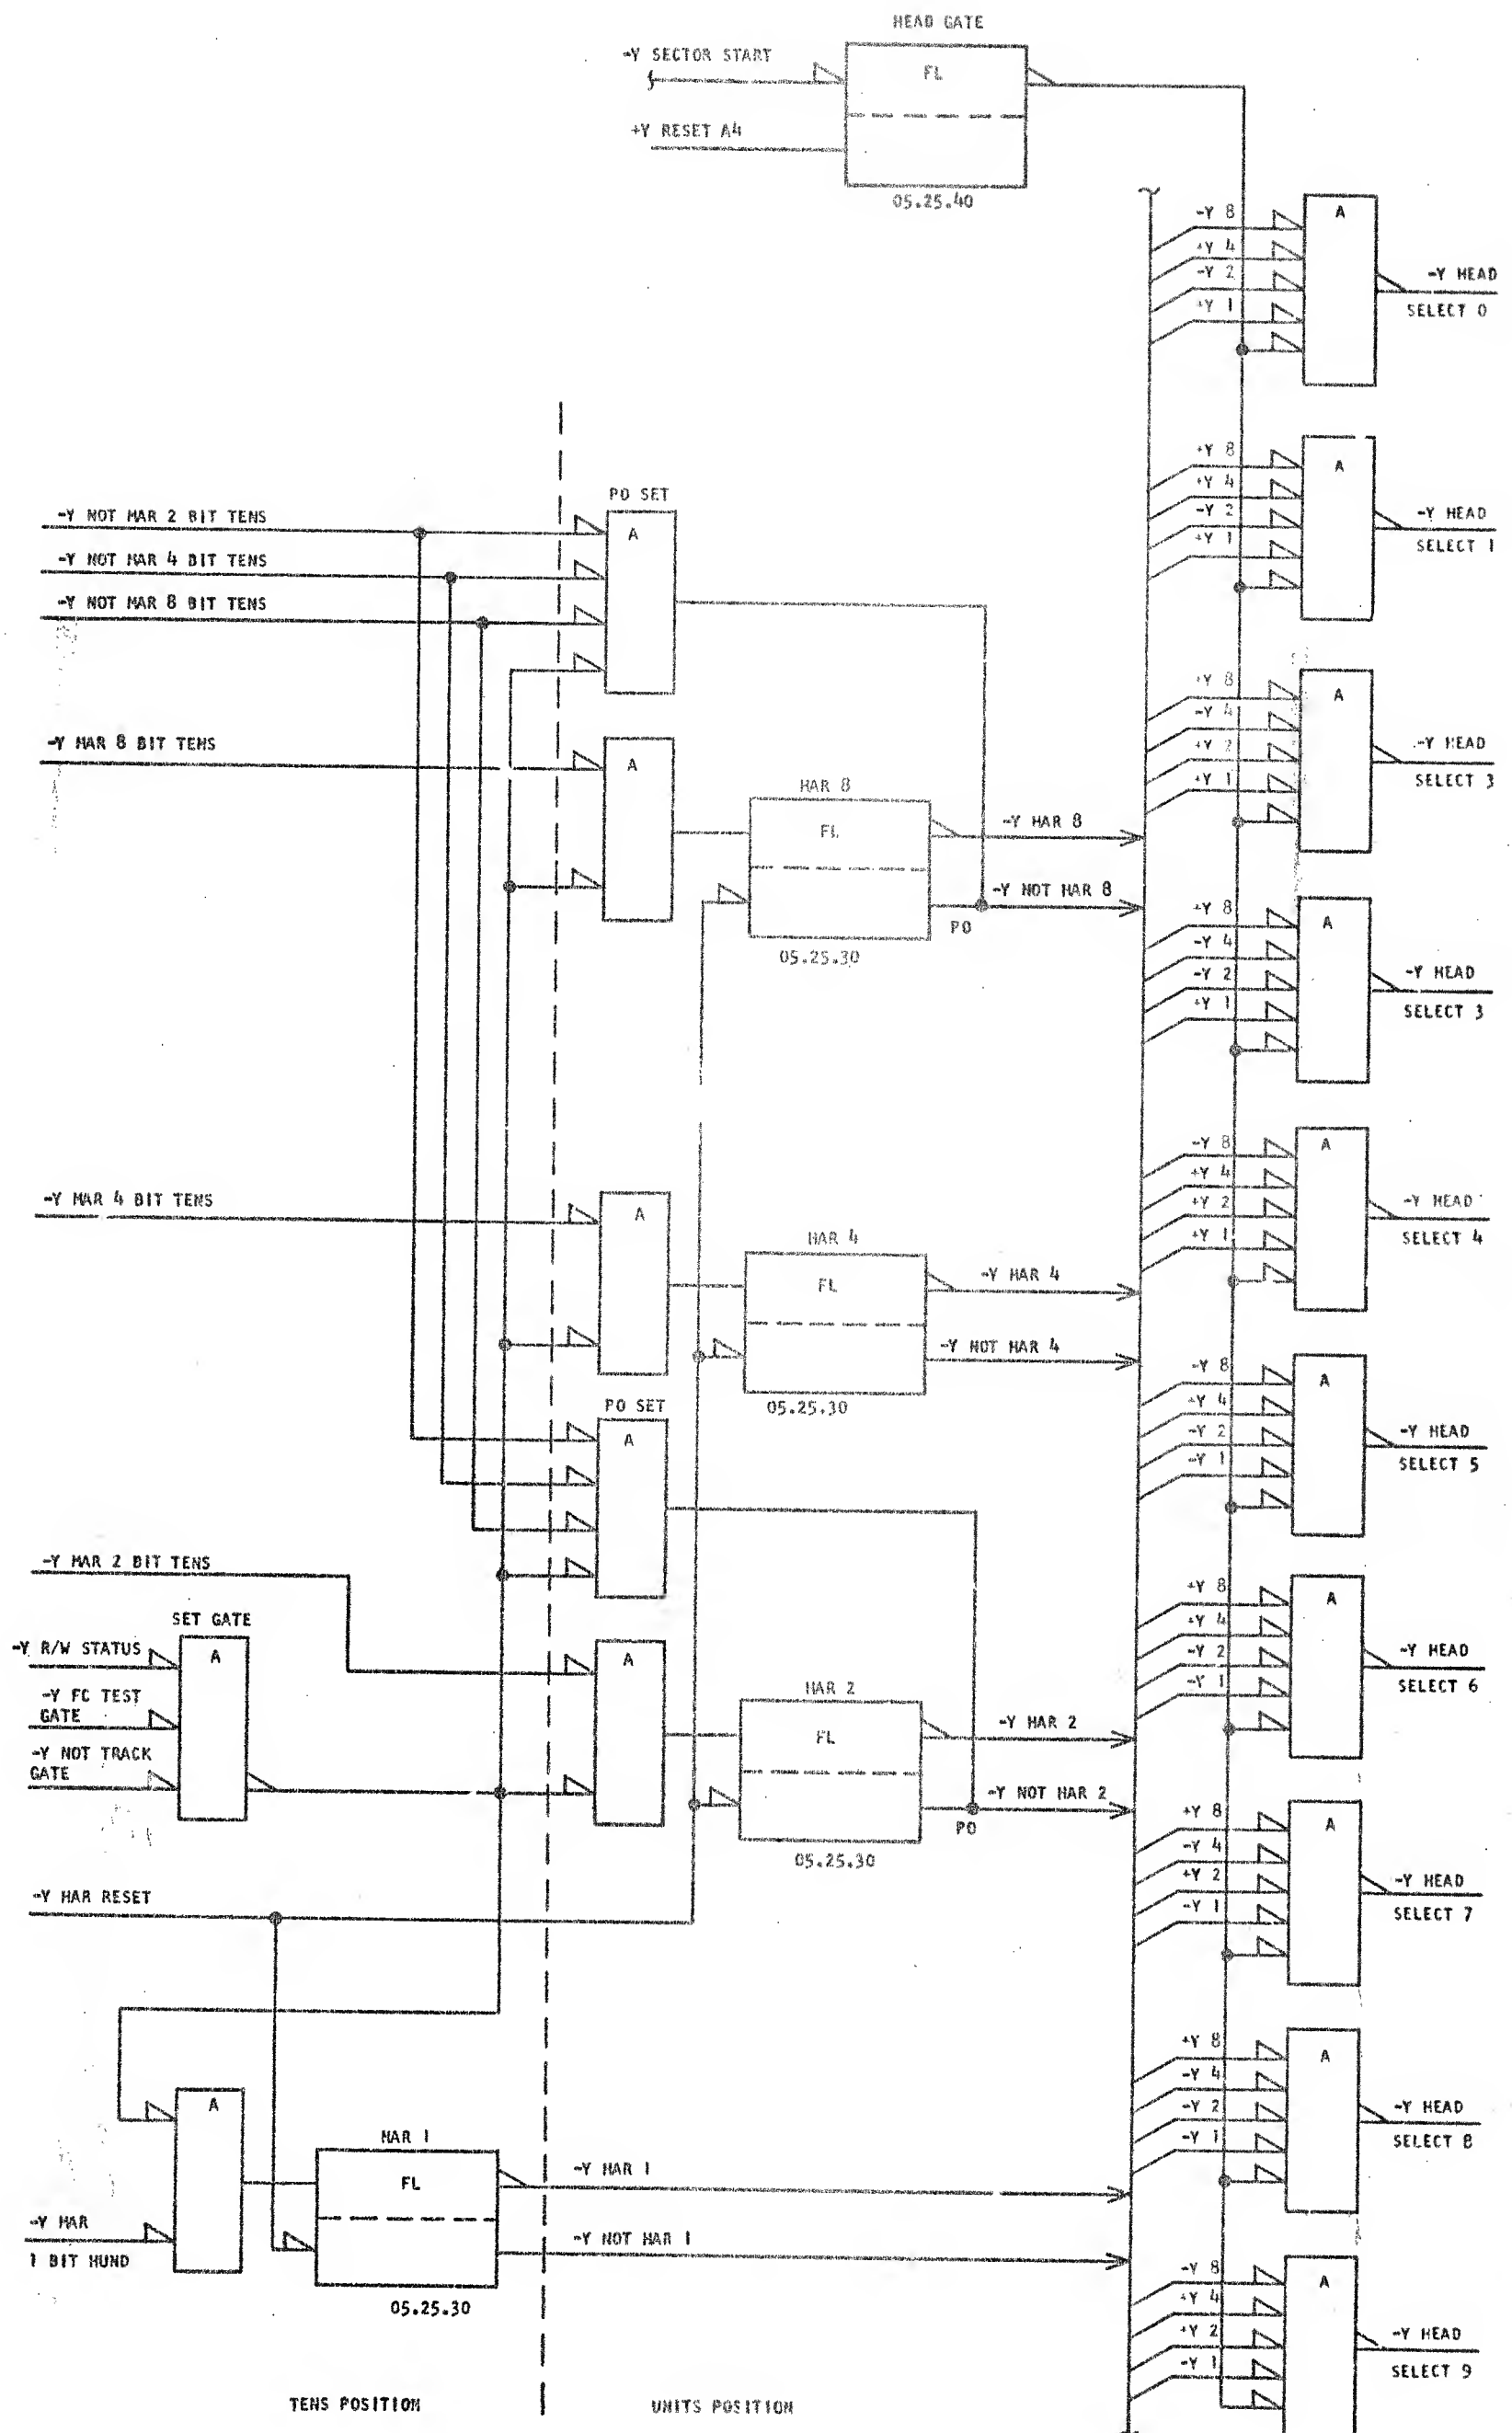 HEAD GATE
-Y SECTOR START
FL
+Y RESET A4
05.25.40
-Y 8
+Y 4
-Y 2
+Y 1
A
-Y HEAD
SELECT 0
+Y 8
+Y 4
-Y 2
+Y 1
A
-Y HEAD
SELECT 1
PO SET
-Y NOT MAR 2 BIT TENS
A
-Y NOT MAR 4 BIT TENS
-Y NOT MAR 8 BIT TENS
+Y 8
-Y 4
+Y 2
+Y 1
A
-Y HEAD
SELECT 3
-Y MAR 8 BIT TENS
A
HAR 8
FL
-Y HAR 8
-Y NOT HAR 8
PO
05.25.30
+Y 8
-Y 4
-Y 2
+Y 1
A
-Y HEAD
SELECT 3
-Y MAR 4 BIT TENS
A
HAR 4
FL
-Y HAR 4
-Y NOT HAR 4
05.25.30
-Y 8
+Y 4
+Y 2
+Y 1
A
-Y HEAD
SELECT 4
PO SET
A
-Y 8
-Y 4
-Y 2
-Y 1
A
-Y HEAD
SELECT 5
-Y MAR 2 BIT TENS
SET GATE
-Y R/W STATUS
A
-Y FC TEST
GATE
-Y NOT TRACK
GATE
A
HAR 2
FL
-Y HAR 2
-Y NOT HAR 2
PO
05.25.30
+Y 8
+Y 4
-Y 2
-Y 1
A
-Y HEAD
SELECT 6
+Y 8
-Y 4
+Y 2
-Y 1
A
-Y HEAD
SELECT 7
-Y HAR RESET
A
HAR 1
FL
-Y HAR 1
-Y NOT HAR 1
-Y MAR
1 BIT HUND
05.25.30
+Y 8
-Y 4
-Y 2
-Y 1
A
-Y HEAD
SELECT 8
-Y 8
+Y 4
+Y 2
-Y 1
A
-Y HEAD
SELECT 9
TENS POSITION
UNITS POSITION